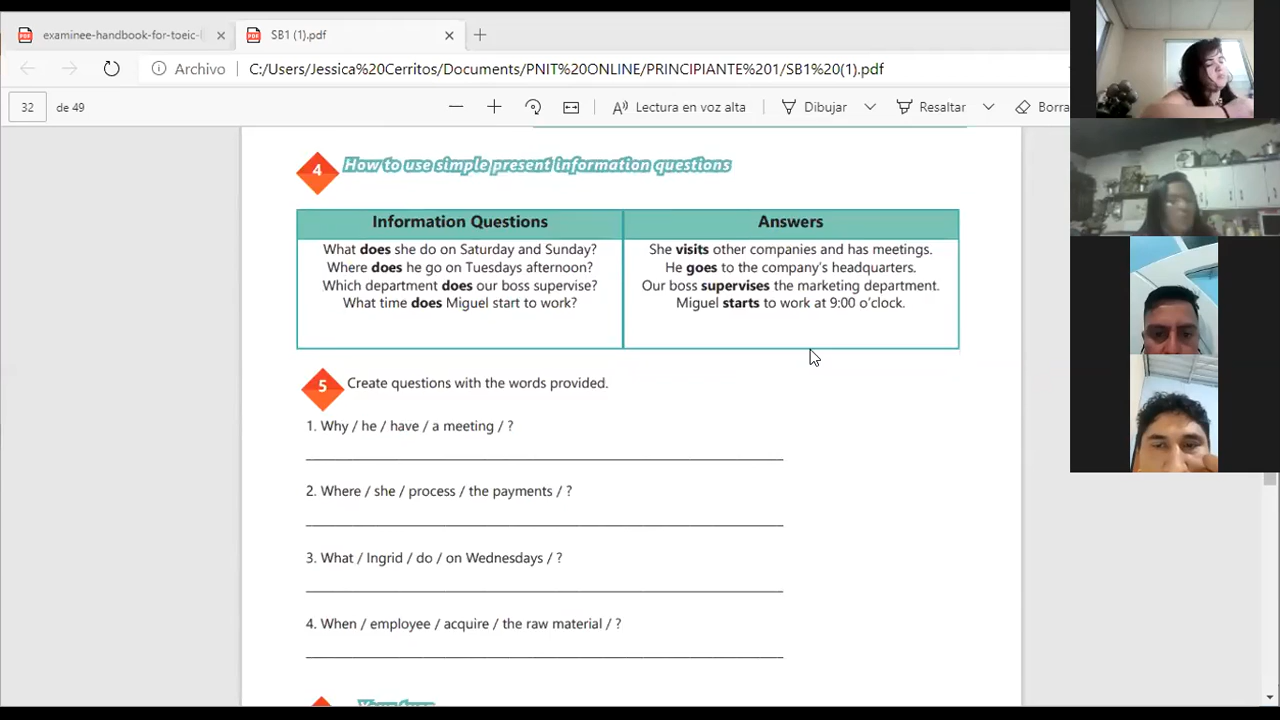 examinee-handbook-for-toeic-l
SB1 (1).pdf
Archivo
C:/Users/Jessica%20Cerritos/Documents/PNIT%20ONLINE/PRINCIPIANTE%201/SB1%20(1).pdf
32 de 49
Lectura en voz alta
Dibujar
Resaltar
Borra
4 How to use simple present information questions
Information Questions
What does she do on Saturday and Sunday?
Where does he go on Tuesdays afternoon?
Which department does our boss supervise?
What time does Miguel start to work?
Answers
She visits other companies and has meetings.
He goes to the company's headquarters.
Our boss supervises the marketing department.
Miguel starts to work at 9:00 o'clock.
5 Create questions with the words provided.
1. Why / he / have / a meeting / ?
2. Where / she / process / the payments / ?
3. What / Ingrid / do / on Wednesdays / ?
4. When / employee / acquire / the raw material / ?